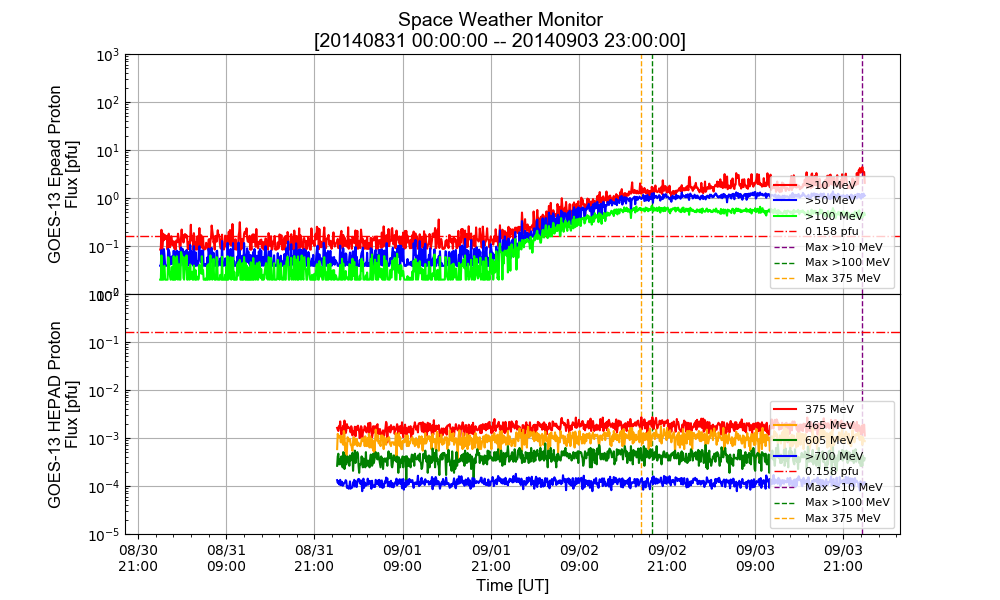 Space Weather Monitor
[20140831 00:00:00 -- 20140903 23:00:00]
GOES-13 Epead Proton
Flux [pfu]
10³
10²
10¹
10⁰
10⁻¹
10⁻²
>10 MeV
>50 MeV
>100 MeV
0.158 pfu
Max >10 MeV
Max >100 MeV
Max 375 MeV
GOES-13 HEPAD Proton
Flux [pfu]
10⁰
10⁻¹
10⁻²
10⁻³
10⁻⁴
10⁻⁵
375 MeV
465 MeV
605 MeV
>700 MeV
0.158 pfu
Max >10 MeV
Max >100 MeV
Max 375 MeV
08/30 08/31 08/31 09/01 09/01 09/02 09/02 09/03 09/03
21:00 09:00 21:00 09:00 21:00 09:00 21:00 09:00 21:00
Time [UT]